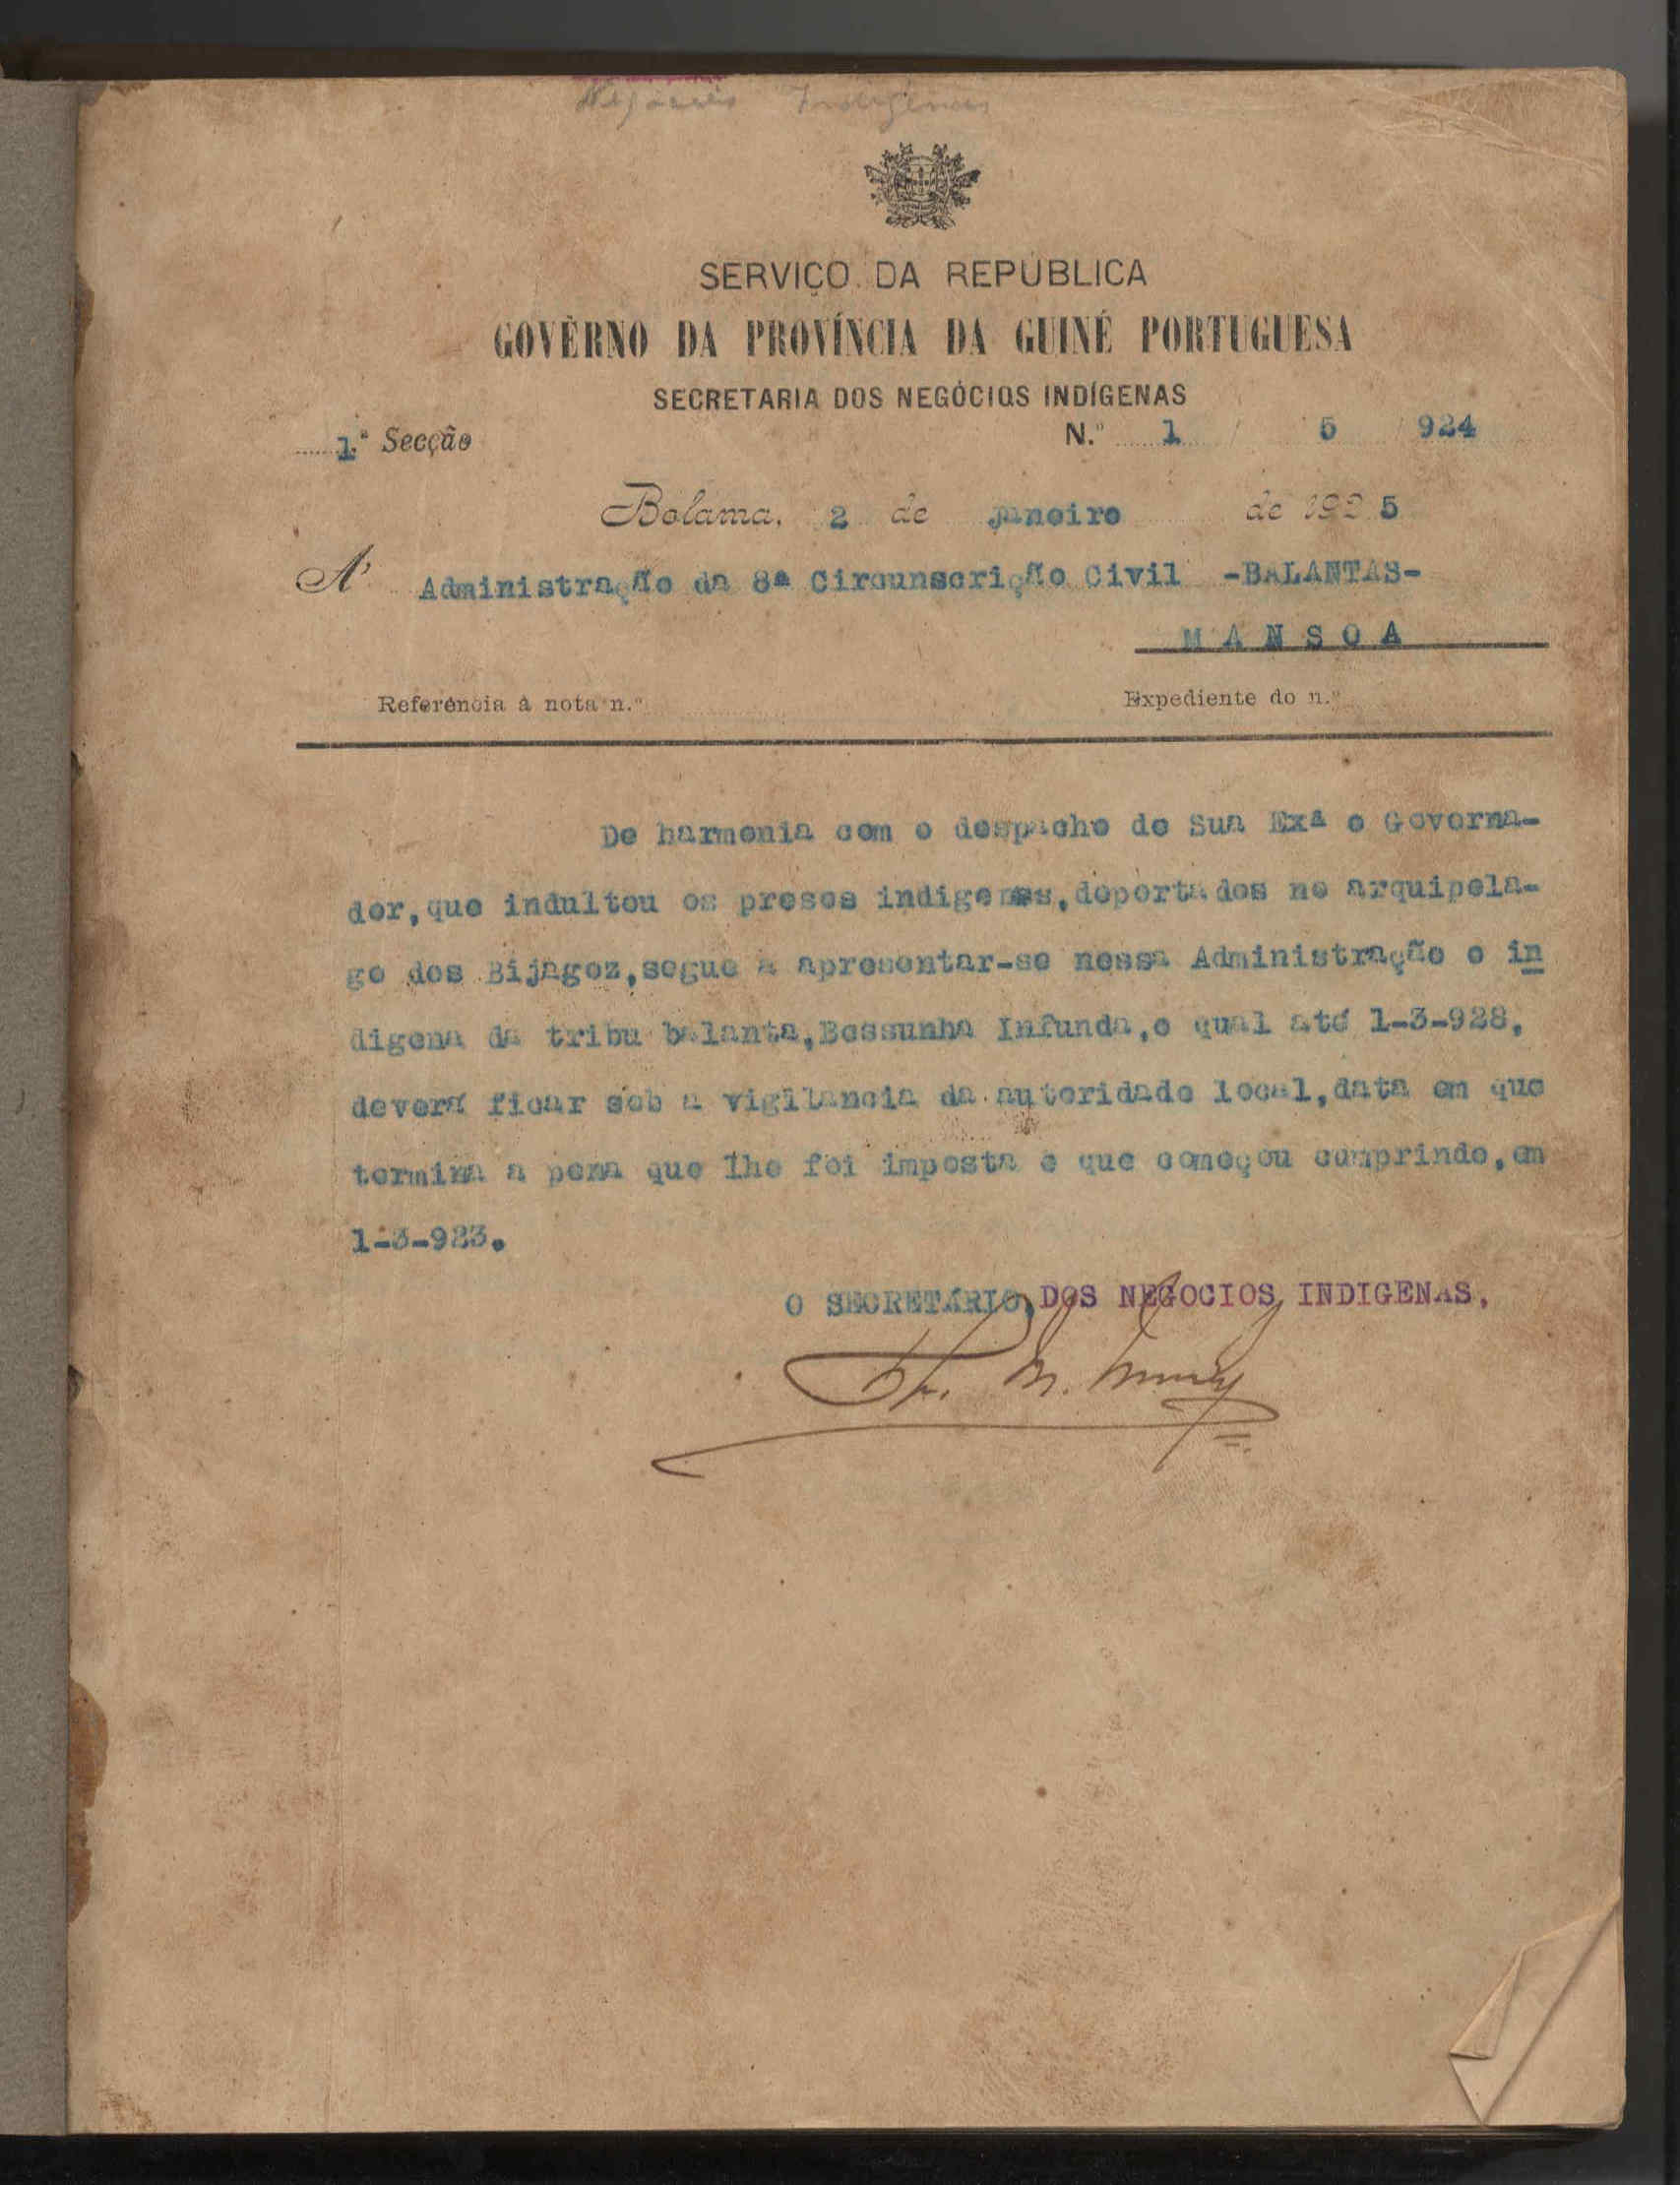 Negocios Indigenas
SERVIÇO DA REPÚBLICA
GOVÊRNO DA PROVÍNCIA DA GUINÉ PORTUGUESA
SECRETARIA DOS NEGÓCIOS INDÍGENAS
1.ª Secção N.º 1 / 5 / 924
Bolama, 2 de janeiro de 1925
A' Administração da 8ª Circunscrição Civil -BALANTAS-
MANSOA
Referência à nota n.º Expediente do n.º
De harmonia com o despacho de Sua Exª o Governa-
dor,que indultou os presos indigenas,deportados no arquipela-
go dos Bijagoz,segue a apresentar-se nessa Administração o in
digena da tribu balanta,Bessunha Infunda,o qual até 1-3-928,
deverá ficar sob a vigilancia da autoridade local,data em que
termina a pena que lhe foi imposta e que começou cumprindo,em
1-3-923.
O SECRETÁRIO,DOS NEGOCIOS INDIGENAS,